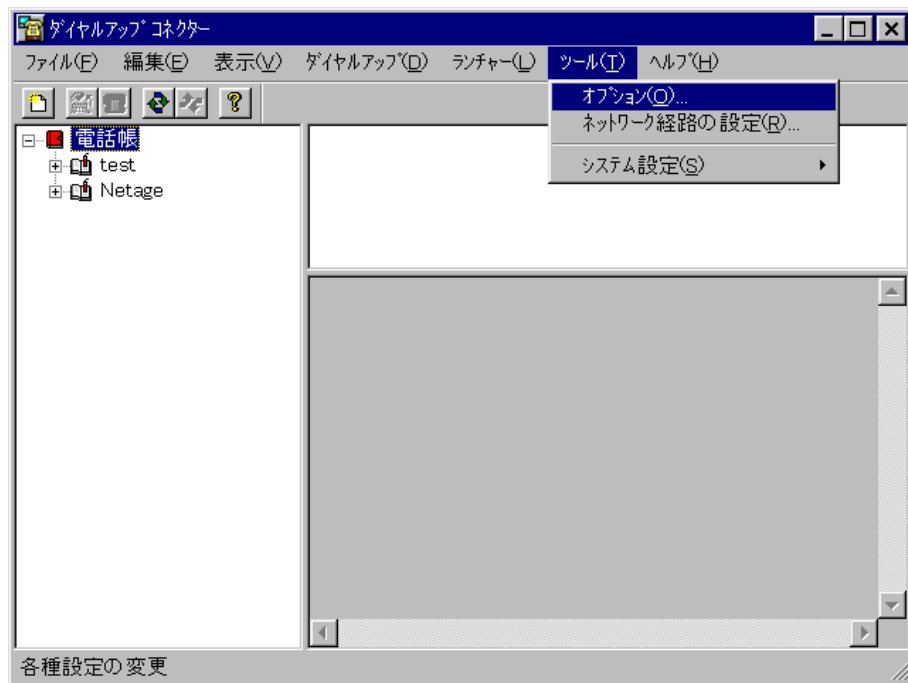 ダイヤルアップ コネクター
ファイル(F) 編集(E) 表示(V) ダイヤルアップ(D) ランチャー(L) ツール(T) ヘルプ(H)
オプション(O)...
ネットワーク経路の設定(R)...
システム設定(S)
電話帳
test
Netage
各種設定の変更